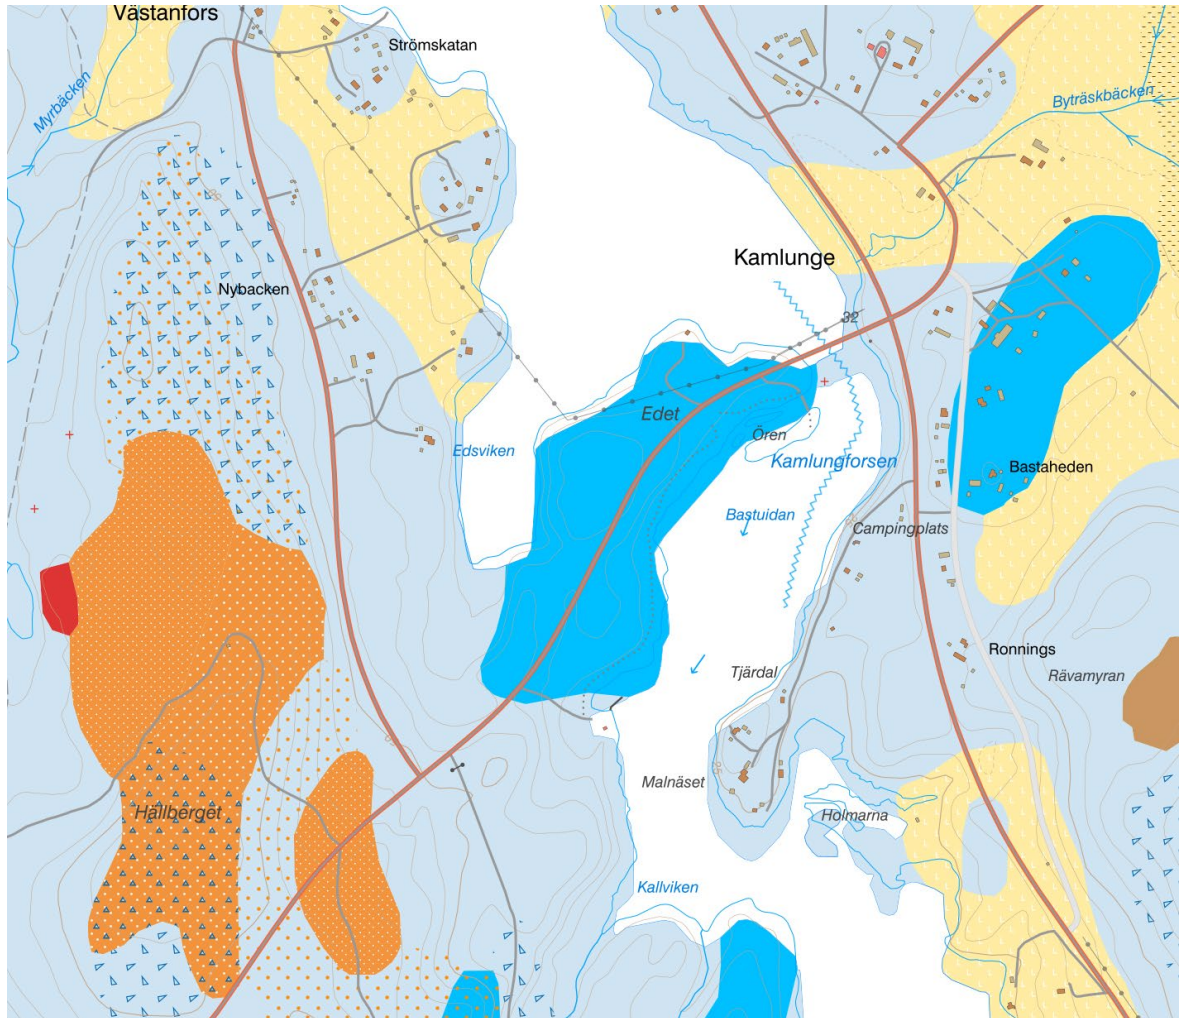 Västanfors
Strömskatan
Myrbäcken
Byträskbäcken
Kamlunge
Nybacken
32
Edet
Ören
Edsviken
Kamlungforsen
Bastaheden
Bastuidan
Campingplats
Ronnings
Rävamyran
Tjärdal
Malnäset
Hällberget
Holmarna
Kallviken